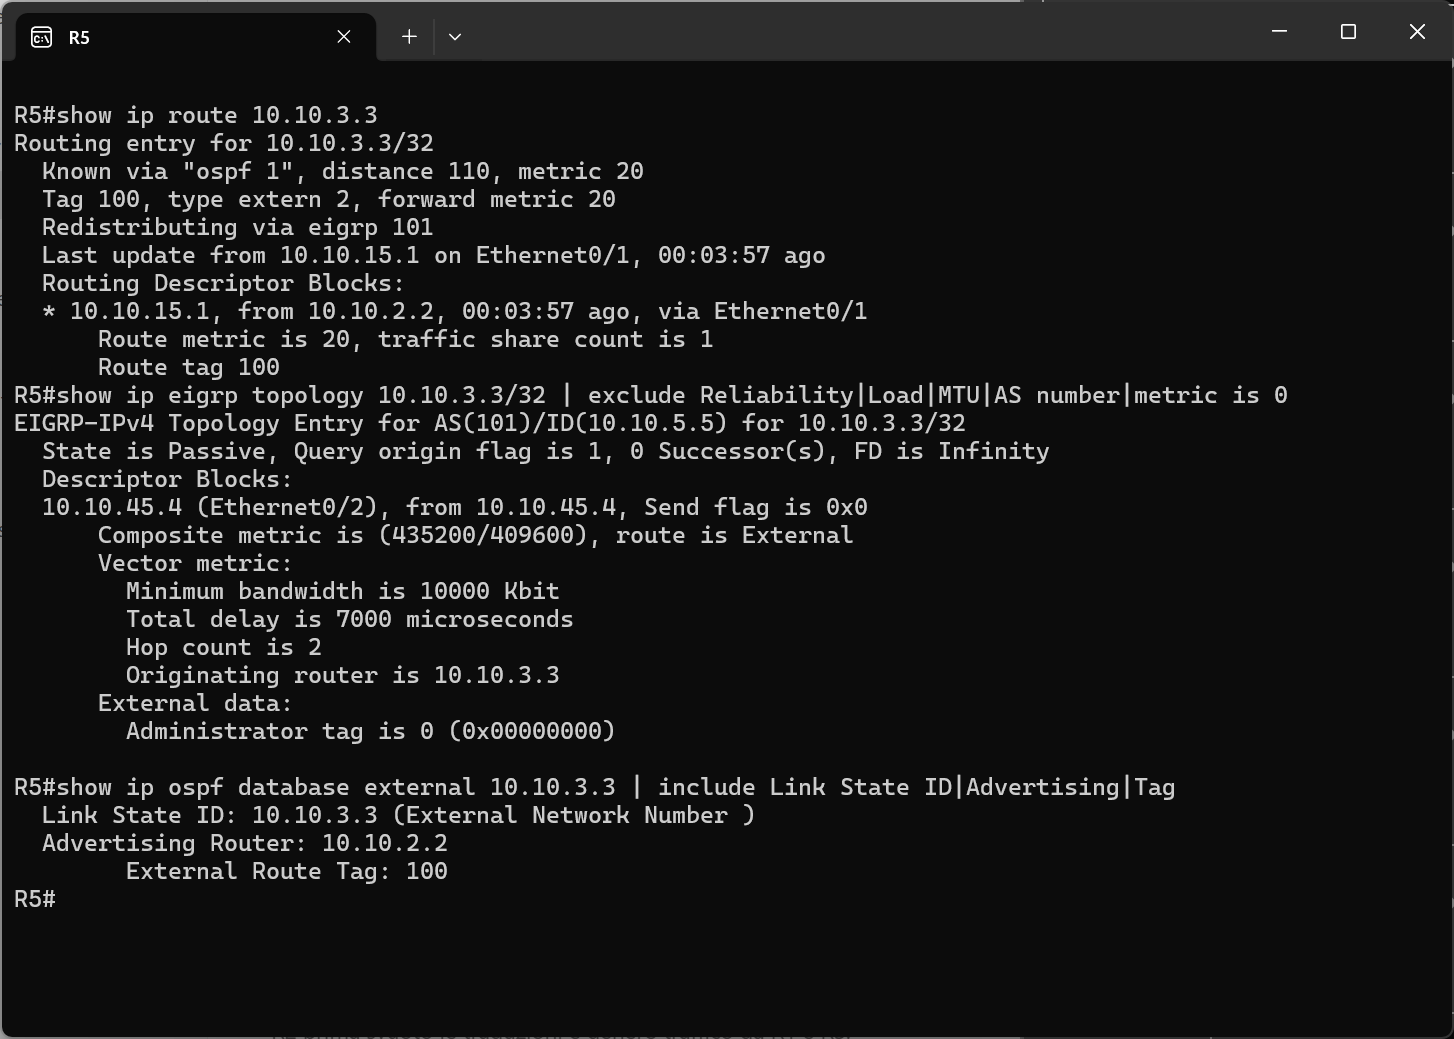 R5
R5#show ip route 10.10.3.3
Routing entry for 10.10.3.3/32
  Known via "ospf 1", distance 110, metric 20
  Tag 100, type extern 2, forward metric 20
  Redistributing via eigrp 101
  Last update from 10.10.15.1 on Ethernet0/1, 00:03:57 ago
  Routing Descriptor Blocks:
  * 10.10.15.1, from 10.10.2.2, 00:03:57 ago, via Ethernet0/1
      Route metric is 20, traffic share count is 1
      Route tag 100
R5#show ip eigrp topology 10.10.3.3/32 | exclude Reliability|Load|MTU|AS number|metric is 0
EIGRP-IPv4 Topology Entry for AS(101)/ID(10.10.5.5) for 10.10.3.3/32
  State is Passive, Query origin flag is 1, 0 Successor(s), FD is Infinity
  Descriptor Blocks:
  10.10.45.4 (Ethernet0/2), from 10.10.45.4, Send flag is 0x0
      Composite metric is (435200/409600), route is External
      Vector metric:
        Minimum bandwidth is 10000 Kbit
        Total delay is 7000 microseconds
        Hop count is 2
        Originating router is 10.10.3.3
      External data:
        Administrator tag is 0 (0x00000000)
R5#show ip ospf database external 10.10.3.3 | include Link State ID|Advertising|Tag
  Link State ID: 10.10.3.3 (External Network Number )
  Advertising Router: 10.10.2.2
        External Route Tag: 100
R5#